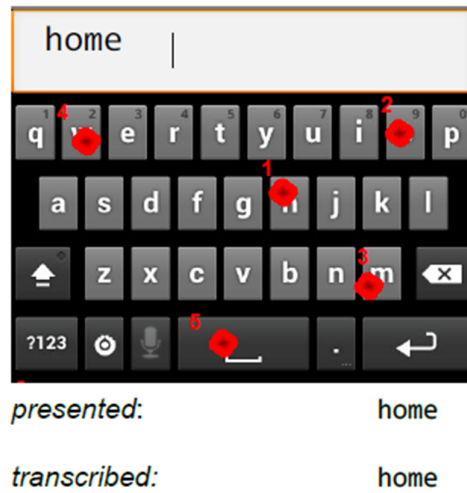 home
1 4 2 3 4 5 6 7 8 2 9 0
q w e r t y u i p
1
a s d f g h j k l
3
z x c v b n m
5
?123 . ...
presented: home
transcribed: home